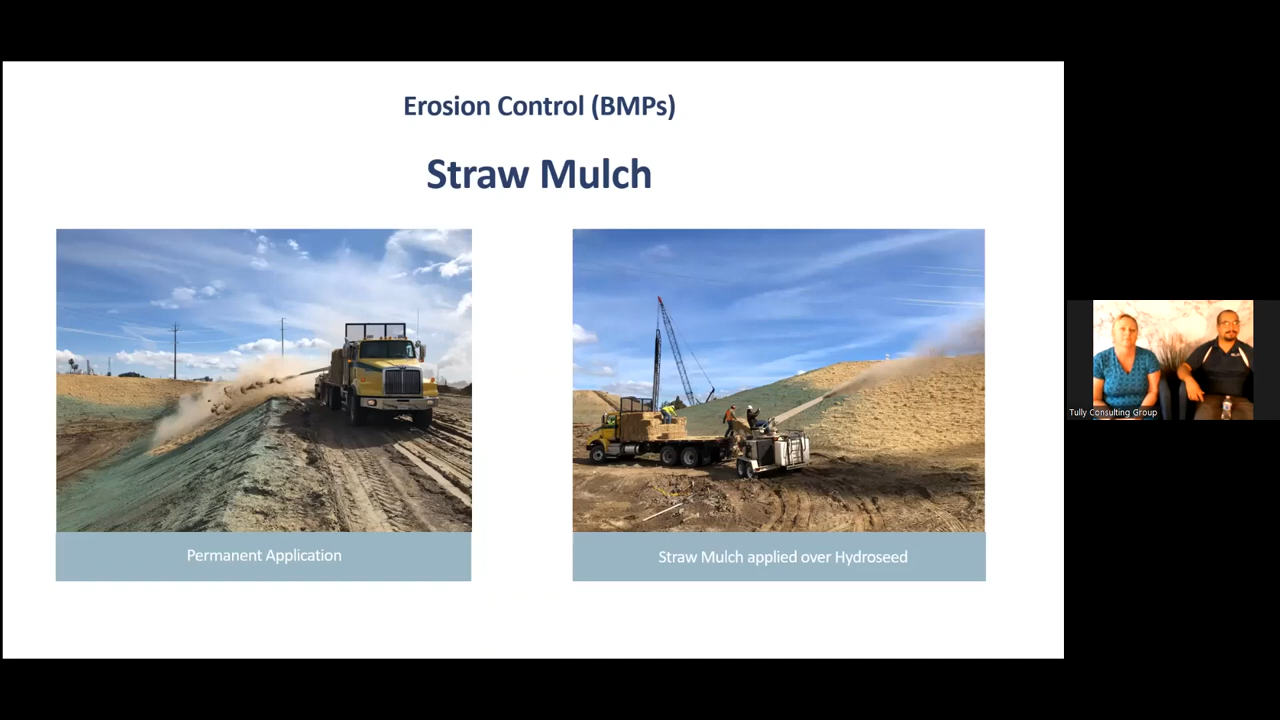 Erosion Control (BMPs)
Straw Mulch
Permanent Application
Straw Mulch applied over Hydroseed
Tully Consulting Group